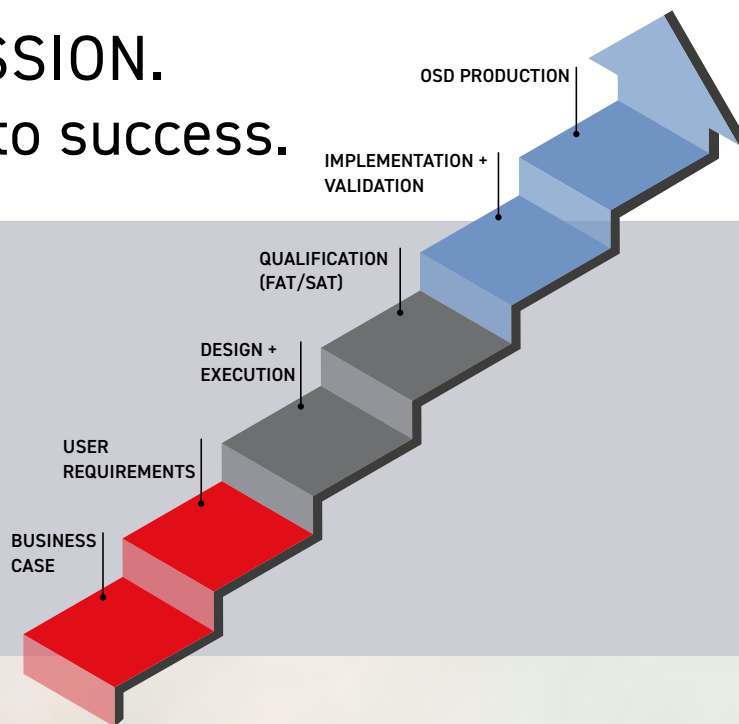 SSION.
to success.
OSD PRODUCTION
IMPLEMENTATION +
VALIDATION
QUALIFICATION
(FAT/SAT)
DESIGN +
EXECUTION
USER
REQUIREMENTS
BUSINESS
CASE